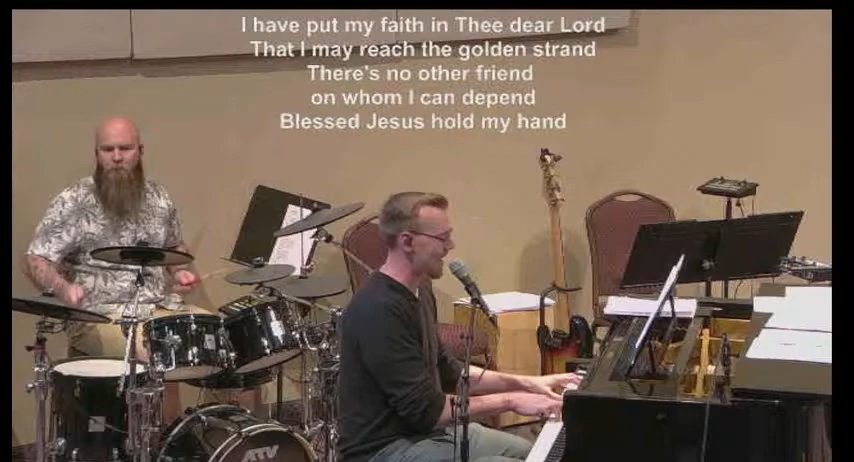 I have put my faith in Thee dear Lord
That I may reach the golden strand
There's no other friend
on whom I can depend
Blessed Jesus hold my hand
ATV